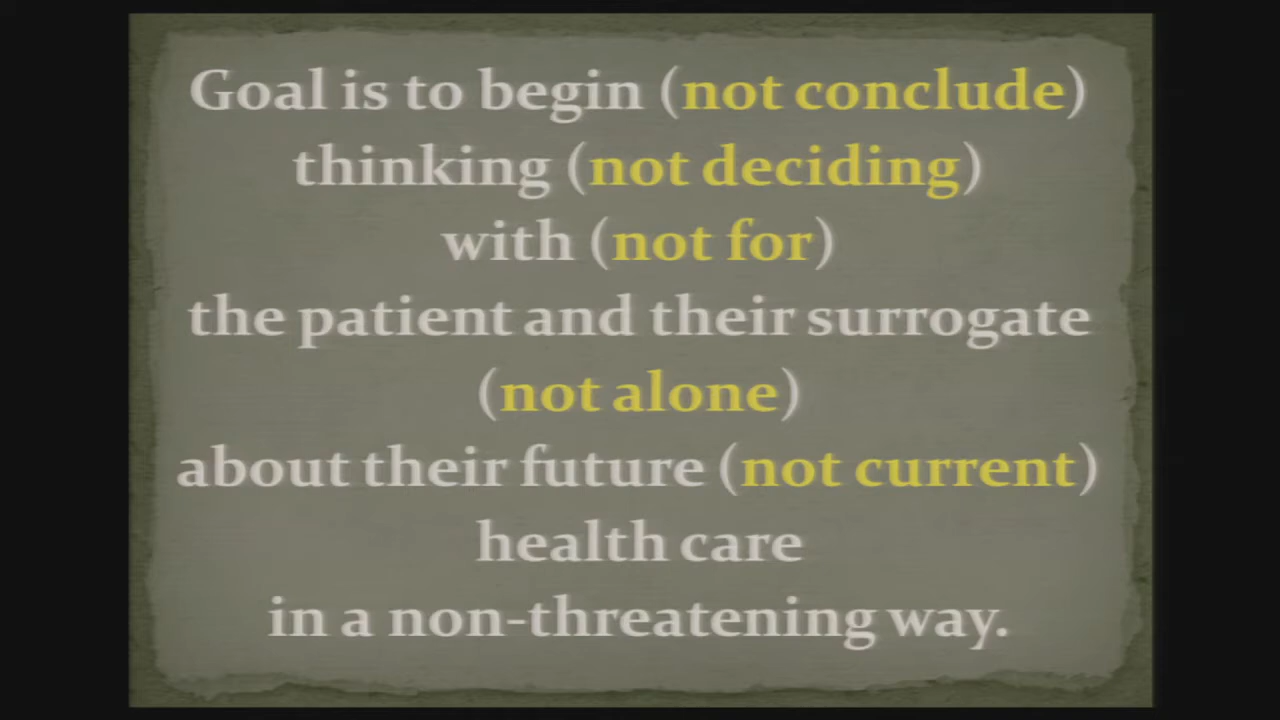 Goal is to begin (not conclude)
thinking (not deciding)
with (not for)
the patient and their surrogate
(not alone)
about their future (not current)
health care
in a non-threatening way.